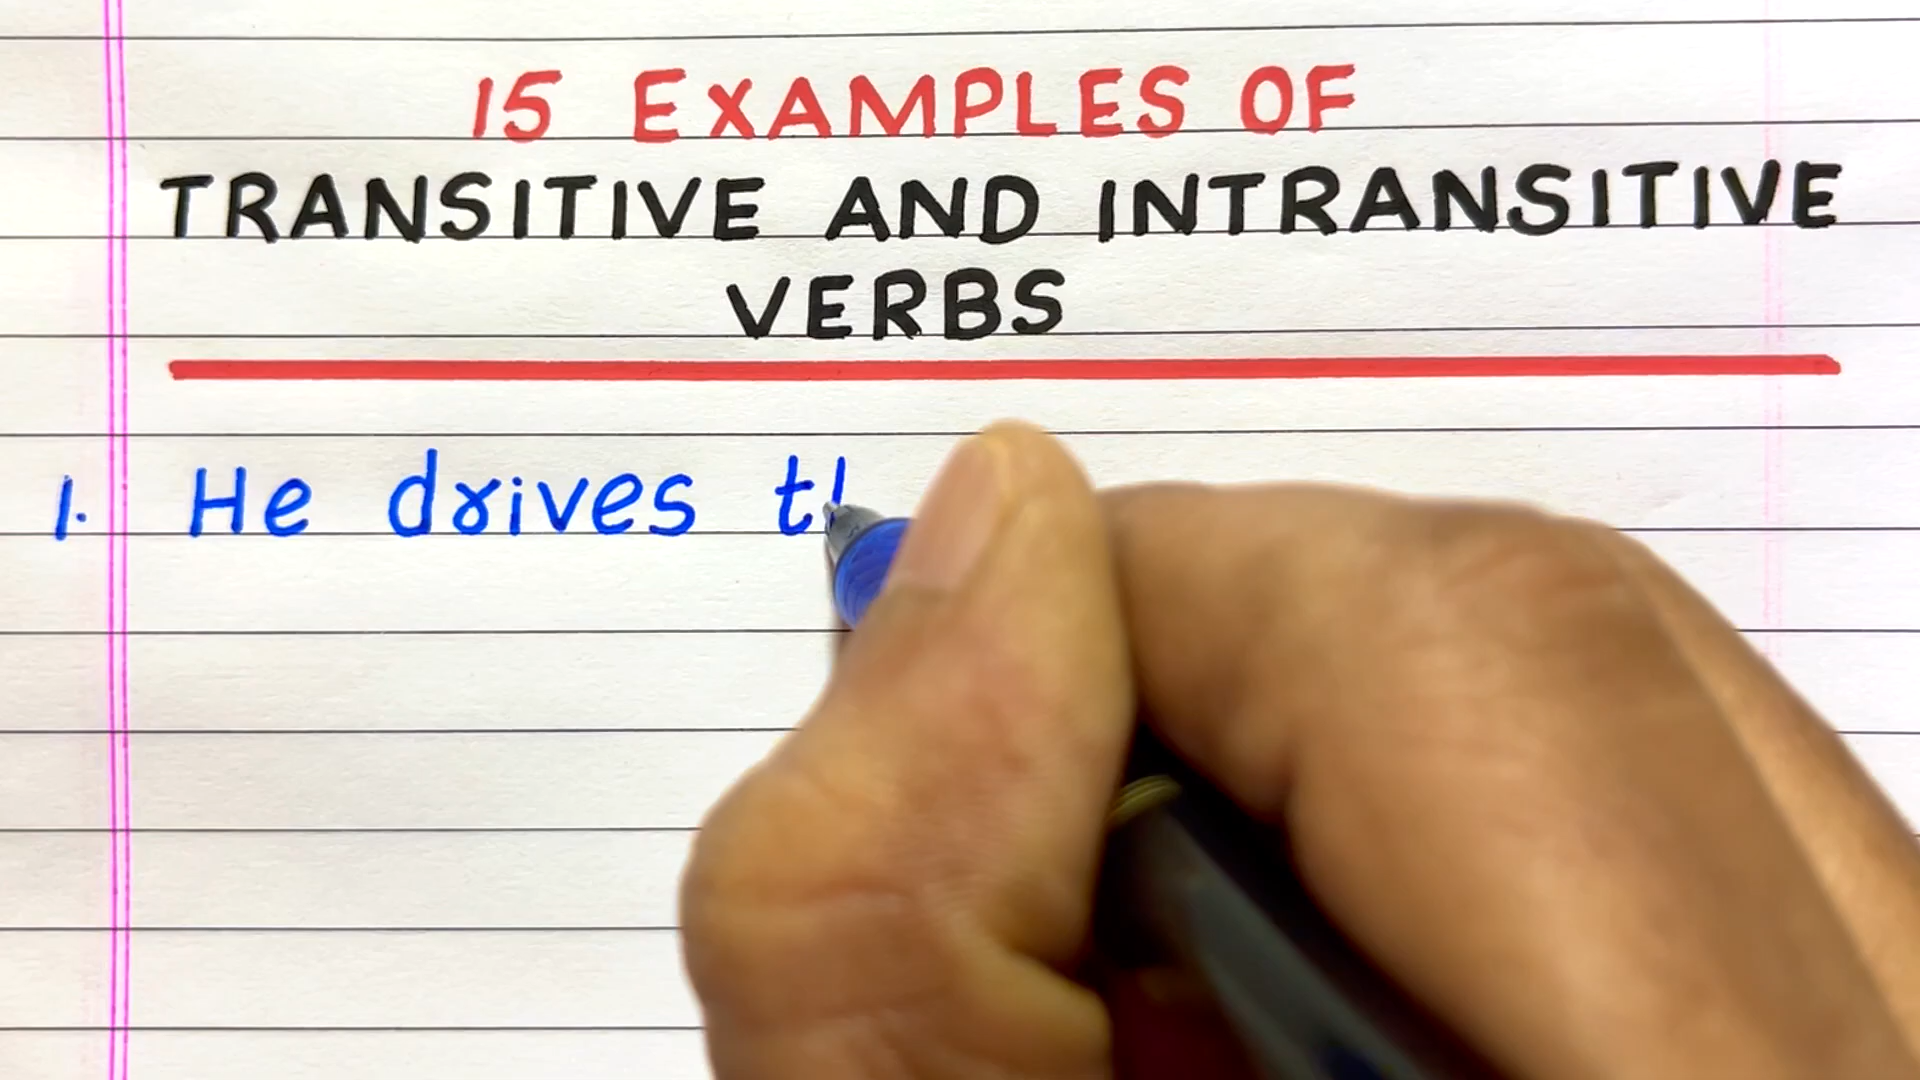 15 EXAMPLES OF
TRANSITIVE AND INTRANSITIVE
VERBS
1. He drives